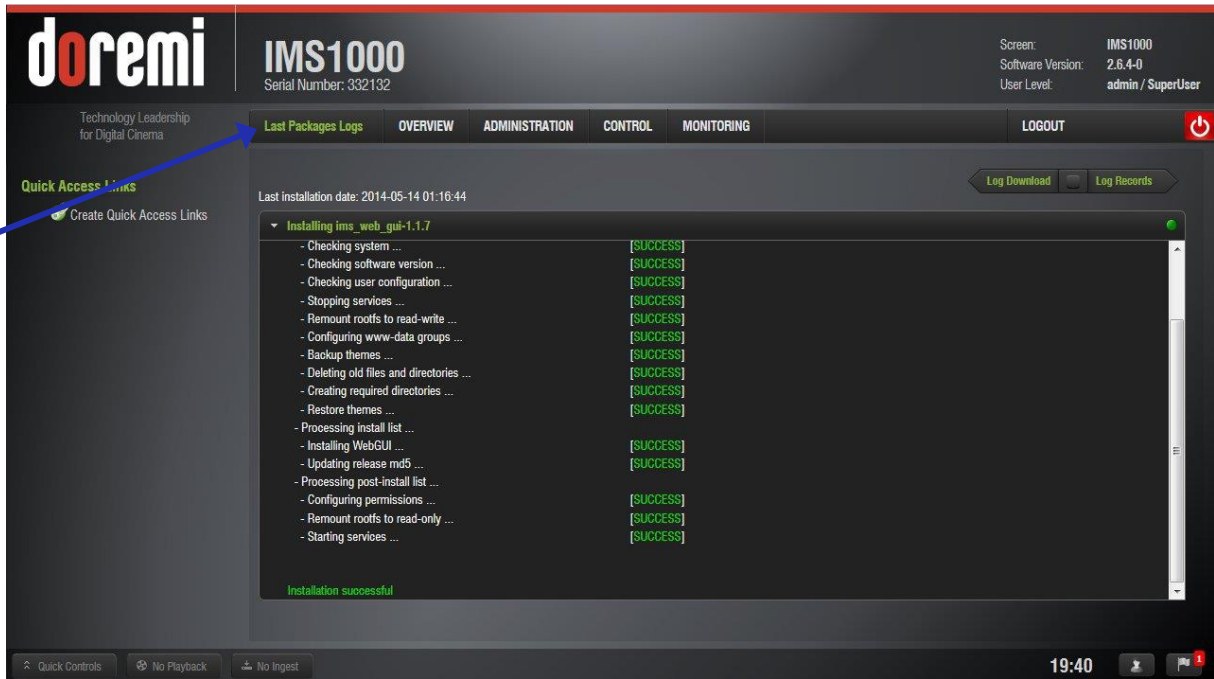 doremi
Technology Leadership
for Digital Cinema
IMS1000
Serial Number: 332132
Screen: IMS1000
Software Version: 2.6.4-0
User Level: admin / SuperUser
Last Packages Logs OVERVIEW ADMINISTRATION CONTROL MONITORING LOGOUT
Quick Access Links
Create Quick Access Links
Log Download Log Records
Last installation date: 2014-05-14 01:16:44
Installing ims_web_gui-1.1.7
- Checking system ... [SUCCESS]
- Checking software version ... [SUCCESS]
- Checking user configuration ... [SUCCESS]
- Stopping services ... [SUCCESS]
- Remount rootfs to read-write ... [SUCCESS]
- Configuring www-data groups ... [SUCCESS]
- Backup themes ... [SUCCESS]
- Deleting old files and directories ... [SUCCESS]
- Creating required directories ... [SUCCESS]
- Restore themes ... [SUCCESS]
- Processing install list ...
- Installing WebGUI ... [SUCCESS]
- Updating release md5 ... [SUCCESS]
- Processing post-install list ...
- Configuring permissions ... [SUCCESS]
- Remount rootfs to read-only ... [SUCCESS]
- Starting services ... [SUCCESS]
Installation successful
Quick Controls No Playback No Ingest 19:40 1